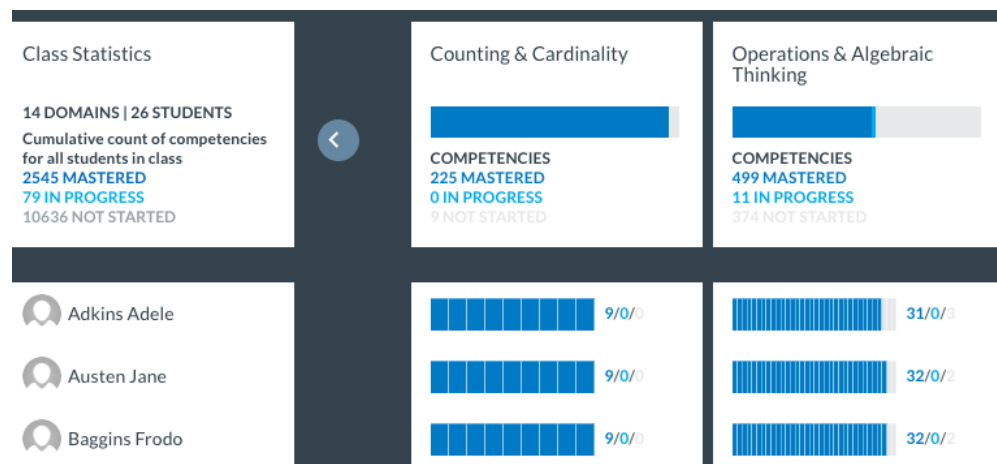 Class Statistics
14 DOMAINS | 26 STUDENTS
Cumulative count of competencies
for all students in class
2545 MASTERED
79 IN PROGRESS
10636 NOT STARTED
Counting & Cardinality
COMPETENCIES
225 MASTERED
0 IN PROGRESS
9 NOT STARTED
Operations & Algebraic
Thinking
COMPETENCIES
499 MASTERED
11 IN PROGRESS
374 NOT STARTED
Adkins Adele
9/0/0
31/0/3
Austen Jane
9/0/0
32/0/2
Baggins Frodo
9/0/0
32/0/2